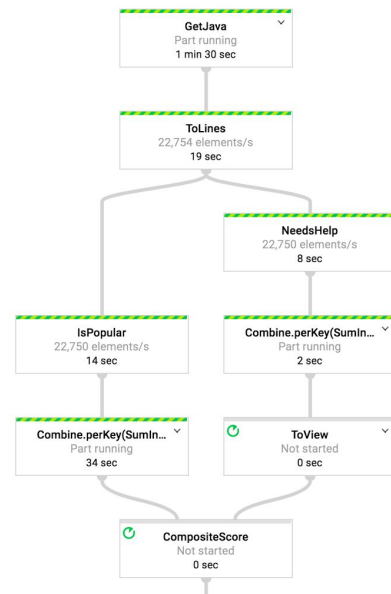 GetJava
Part running
1 min 30 sec
ToLines
22,754 elements/s
19 sec
NeedsHelp
22,750 elements/s
8 sec
IsPopular
22,750 elements/s
14 sec
Combine.perKey(SumIn...
Part running
2 sec
Combine.perKey(SumIn...
Part running
34 sec
ToView
Not started
0 sec
CompositeScore
Not started
0 sec